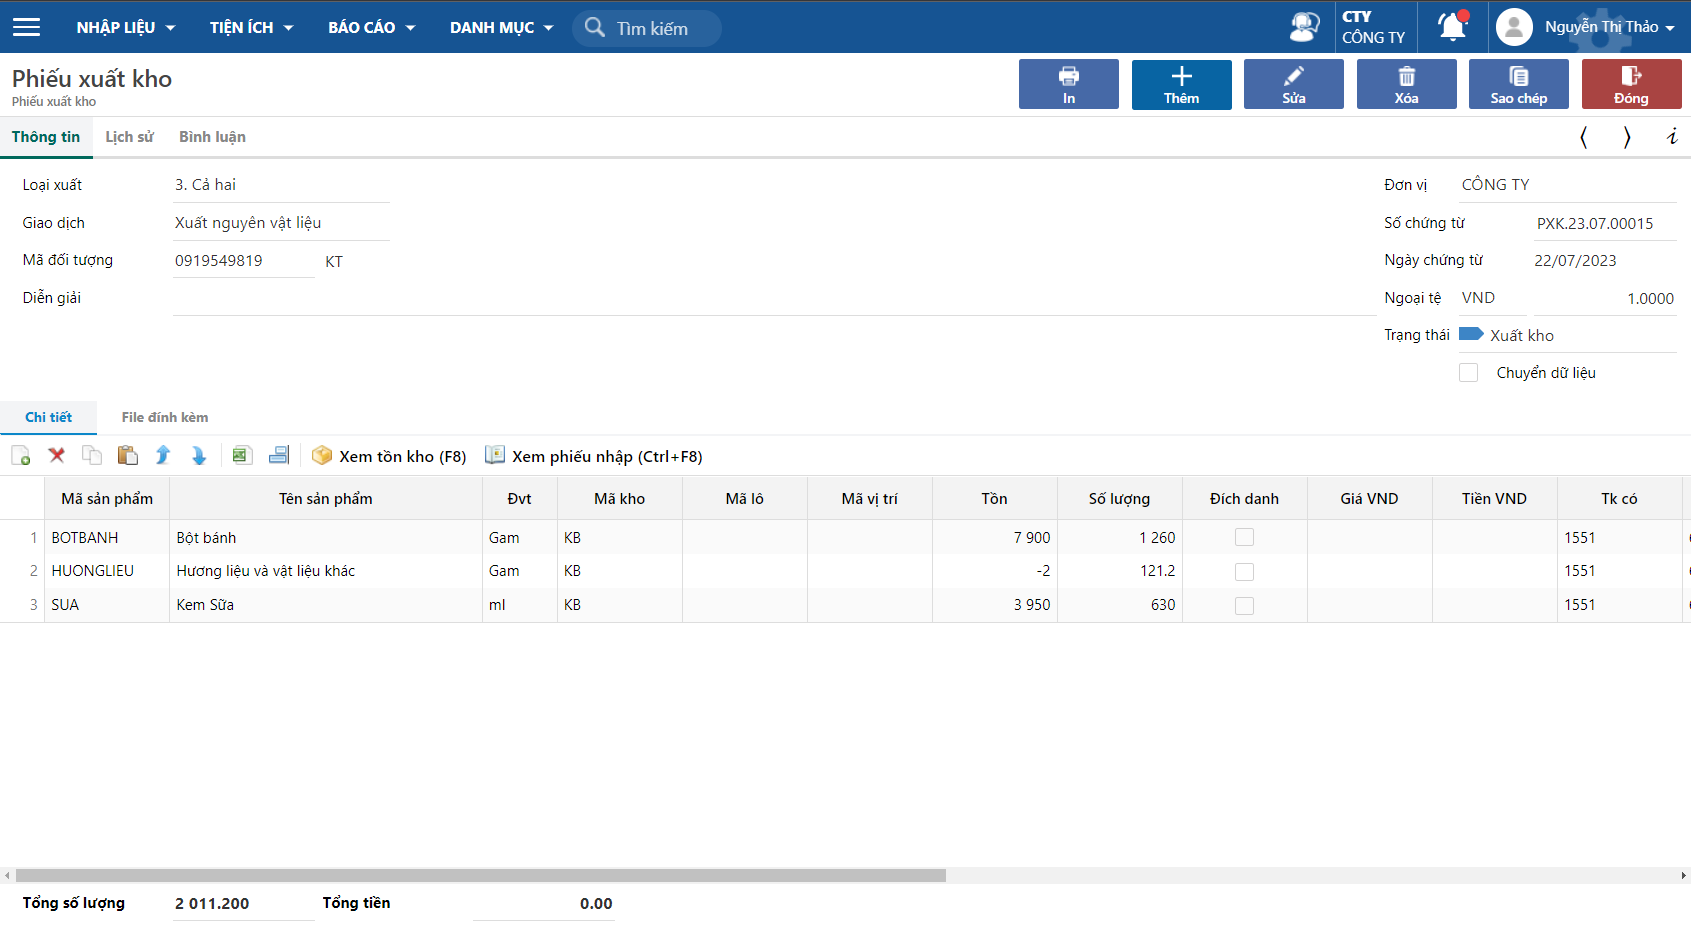 NHẬP LIỆU TIỆN ÍCH BÁO CÁO DANH MỤC Tìm kiếm CTY CÔNG TY Nguyễn Thị Thảo
Phiếu xuất kho
Phiếu xuất kho
In Thêm Sửa Xóa Sao chép Đóng
Thông tin Lịch sử Bình luận
Loại xuất 3. Cả hai Đơn vị CÔNG TY
Giao dịch Xuất nguyên vật liệu Số chứng từ PXK.23.07.00015
Mã đối tượng 0919549819 KT Ngày chứng từ 22/07/2023
Diễn giải Ngoại tệ VND 1.0000
Trạng thái Xuất kho
Chuyển dữ liệu
Chi tiết File đính kèm
Xem tồn kho (F8) Xem phiếu nhập (Ctrl+F8)
Mã sản phẩm Tên sản phẩm Đvt Mã kho Mã lô Mã vị trí Tồn Số lượng Đích danh Giá VND Tiền VND Tk có
1 BOTBANH Bột bánh Gam KB 7 900 1 260 1551
2 HUONGLIEU Hương liệu và vật liệu khác Gam KB -2 121.2 1551
3 SUA Kem Sữa ml KB 3 950 630 1551
Tổng số lượng 2 011.200 Tổng tiền 0.00